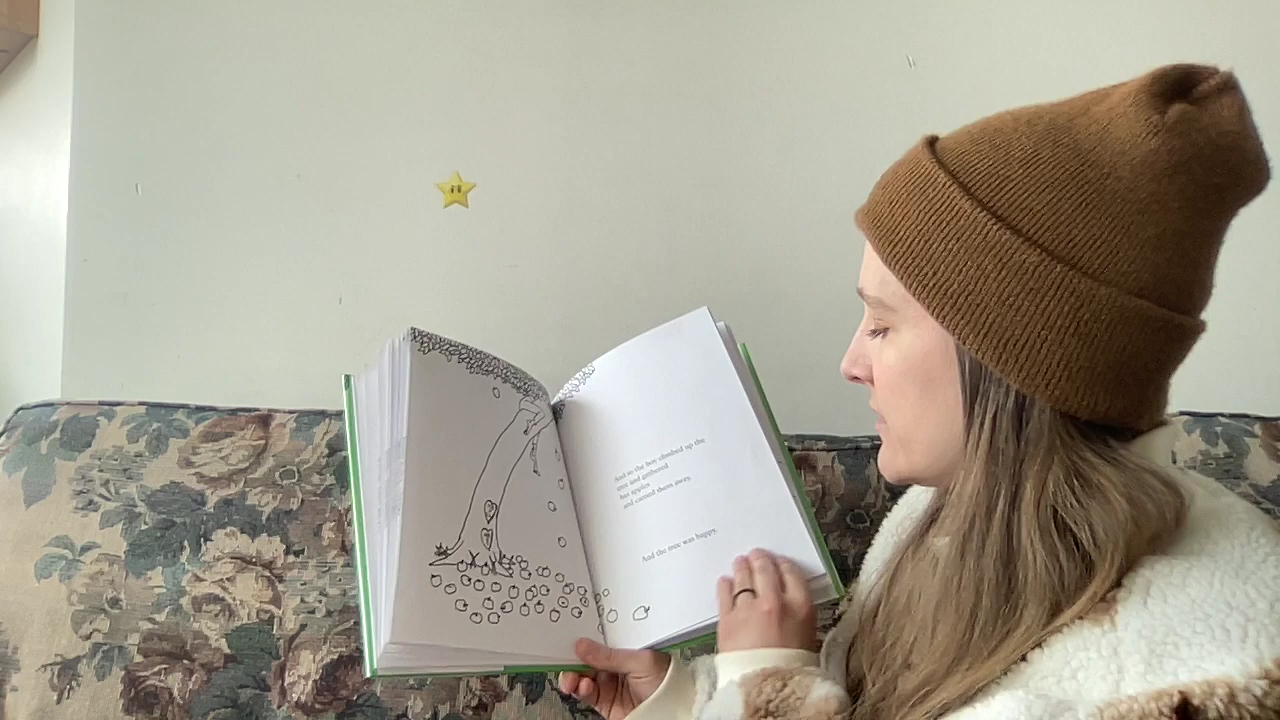 And so the boy climbed up the
tree and gathered
her apples
and carried them away.
And the tree was happy.